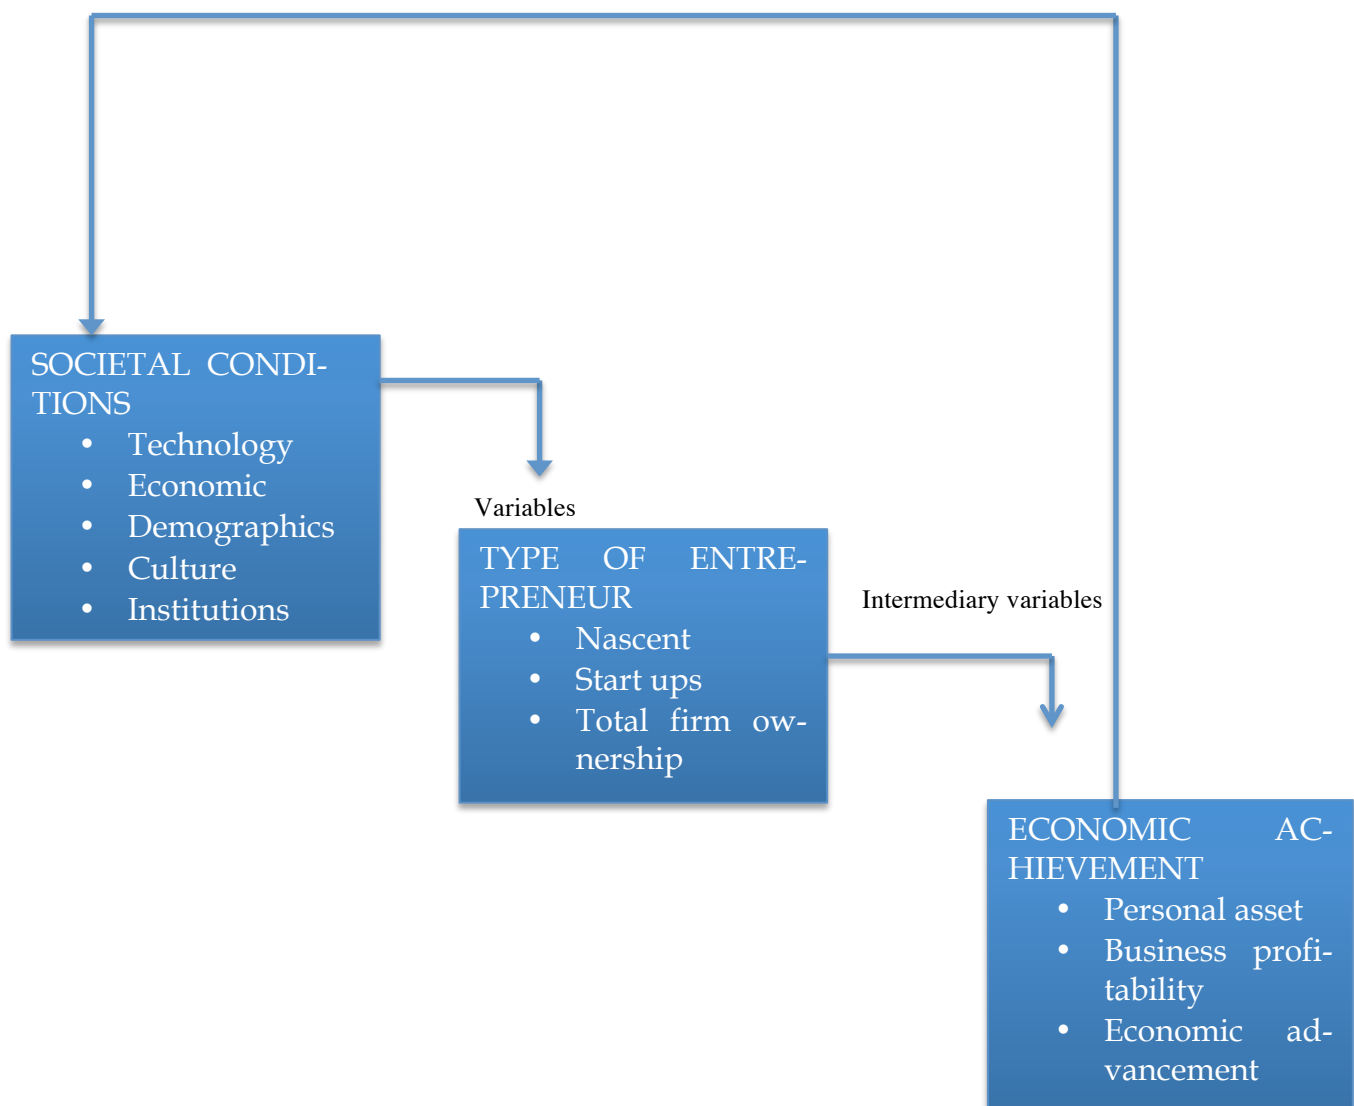 SOCIETAL CONDI-
TIONS
• Technology
• Economic
• Demographics
• Culture
• Institutions
Variables
TYPE OF ENTRE-
PRENEUR
• Nascent
• Start ups
• Total firm ow-
nership
Intermediary variables
ECONOMIC AC-
HIEVEMENT
• Personal asset
• Business profi-
tability
• Economic ad-
vancement